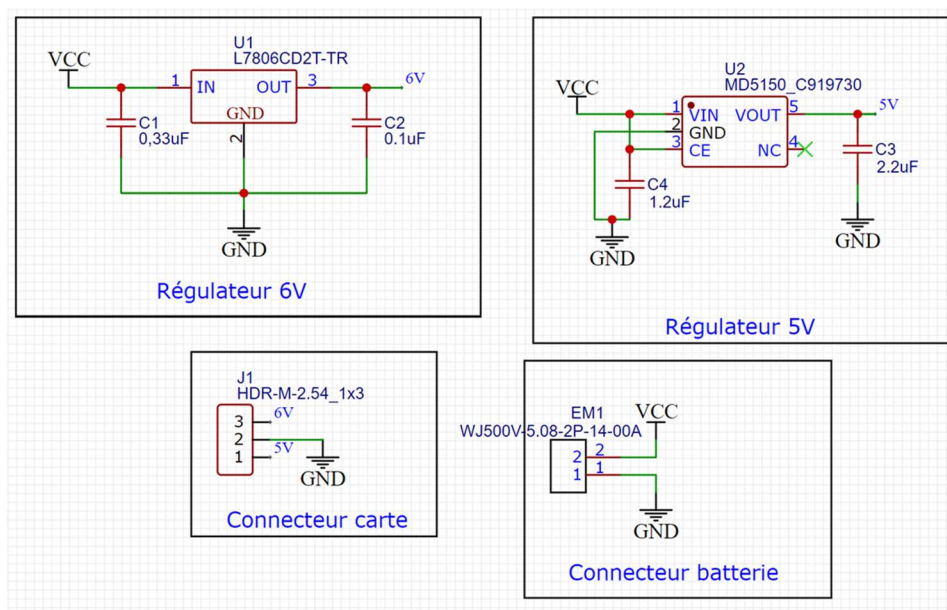 U1
L7806CD2T-TR
VCC
1 IN OUT 3 6V
GND
2
C1
0,33uF
C2
0.1uF
GND
Régulateur 6V
U2
MD5150_C919730
VCC
1 VIN VOUT 5 5V
2 GND
3 CE NC 4
C3
2.2uF
C4
1.2uF
GND
GND
Régulateur 5V
J1
HDR-M-2.54_1x3
3 6V
2
1 5V
GND
Connecteur carte
EM1
VCC
WJ500V-5.08-2P-14-00A
2 2
1 1
GND
Connecteur batterie